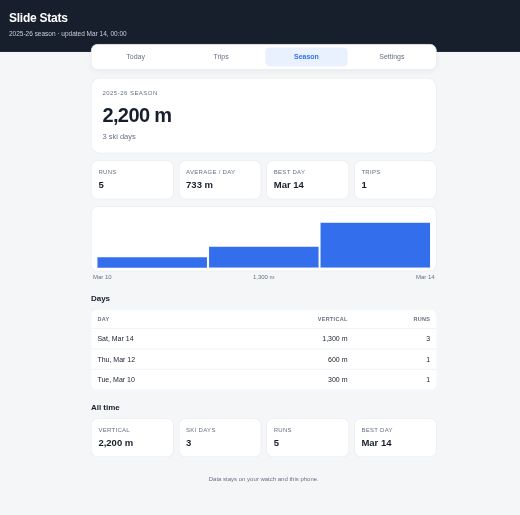 Slide Stats
2025-26 season · updated Mar 14, 00:00
Today Trips Season Settings
2025-26 SEASON
2,200 m
3 ski days
RUNS AVERAGE / DAY BEST DAY TRIPS
5 733 m Mar 14 1
Mar 10 1,300 m Mar 14
Days
DAY VERTICAL RUNS
Sat, Mar 14 1,300 m 3
Thu, Mar 12 600 m 1
Tue, Mar 10 300 m 1
All time
VERTICAL SKI DAYS RUNS BEST DAY
2,200 m 3 5 Mar 14
Data stays on your watch and this phone.